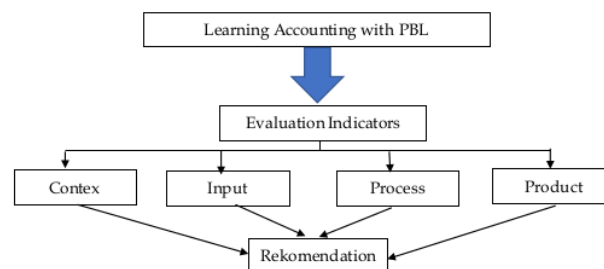 Learning Accounting with PBL
Evaluation Indicators
Contex
Input
Process
Product
Rekomendation